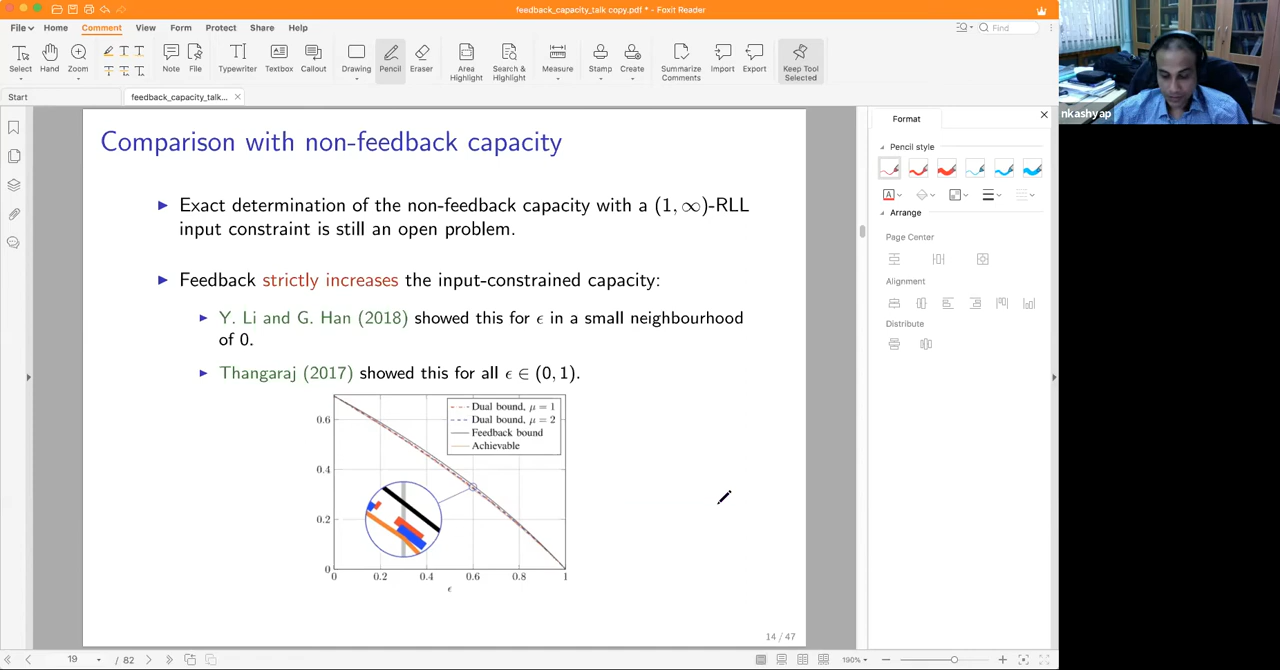 feedback_capacity_talk copy.pdf * - Foxit Reader
File Home Comment View Form Protect Share Help
Find
Select Hand Zoom Note File Typewriter Textbox Callout Drawing Pencil Eraser Area Highlight Search & Highlight Measure Stamp Create Summarize Comments Import Export Keep Tool Selected
Start feedback_capacity_talk...
nkashyap
Comparison with non-feedback capacity
Exact determination of the non-feedback capacity with a (1, ∞)-RLL
input constraint is still an open problem.
Feedback strictly increases the input-constrained capacity:
Y. Li and G. Han (2018) showed this for ϵ in a small neighbourhood
of 0.
Thangaraj (2017) showed this for all ϵ ∈ (0, 1).
Dual bound, μ = 1
Dual bound, μ = 2
Feedback bound
Achievable
0.6
0.4
0.2
0
0 0.2 0.4 0.6 0.8 1
ϵ
14 / 47
Format
Pencil style
Arrange
Page Center
Alignment
Distribute
19 / 82
190%